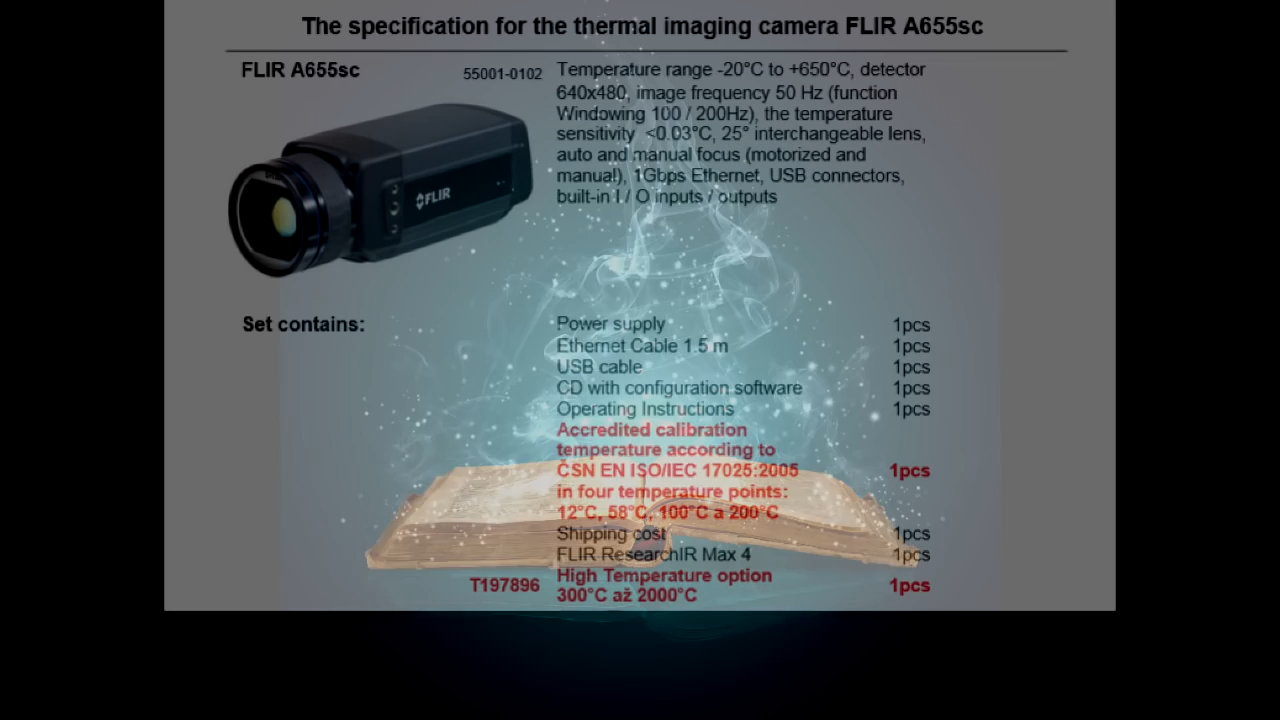 The specification for the thermal imaging camera FLIR A655sc
FLIR A655sc 55001-0102 Temperature range -20°C to +650°C, detector
640x480, image frequency 50 Hz (function
Windowing 100 / 200Hz), the temperature
sensitivity <0.03°C, 25° interchangeable lens,
auto and manual focus (motorized and
manual), 1Gbps Ethernet, USB connectors,
built-in I / O inputs / outputs
FLIR
Set contains: Power supply 1pcs
Ethernet Cable 1.5 m 1pcs
USB cable 1pcs
CD with configuration software 1pcs
Operating Instructions 1pcs
Accredited calibration
temperature according to
ČSN EN ISO/IEC 17025:2005 1pcs
in four temperature points:
12°C, 58°C, 100°C a 200°C
Shipping cost 1pcs
FLIR ResearchIR Max 4 1pcs
T197896 High Temperature option 1pcs
300°C až 2000°C